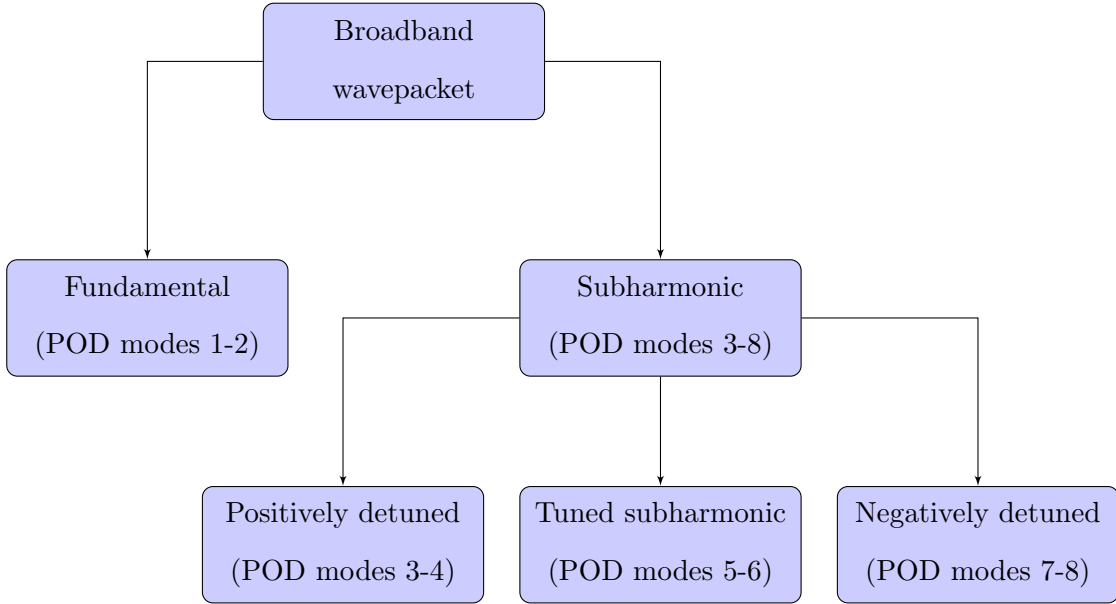 Broadband
wavepacket
Fundamental
(POD modes 1-2)
Subharmonic
(POD modes 3-8)
Positively detuned
(POD modes 3-4)
Tuned subharmonic
(POD modes 5-6)
Negatively detuned
(POD modes 7-8)